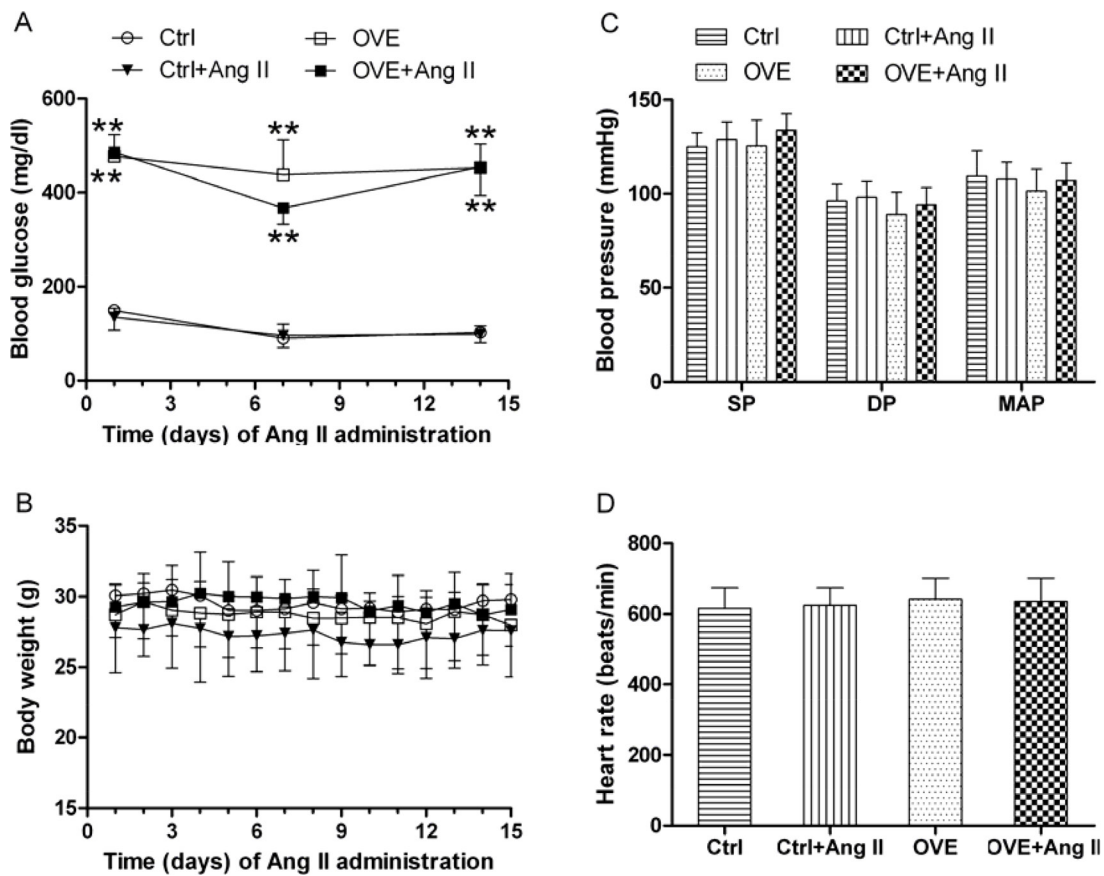 A
Ctrl
OVE
Ctrl+Ang II
OVE+Ang II
600
400
200
0
Blood glucose (mg/dl)
**
**
**
**
**
**
0
3
6
9
12
15
Time (days) of Ang II administration
B
35
30
25
20
15
Body weight (g)
0
3
6
9
12
15
Time (days) of Ang II administration
C
Ctrl
Ctrl+Ang II
OVE
OVE+Ang II
150
100
50
0
Blood pressure (mmHg)
SP
DP
MAP
D
800
600
400
200
0
Heart rate (beats/min)
Ctrl
Ctrl+Ang II
OVE
OVE+Ang II